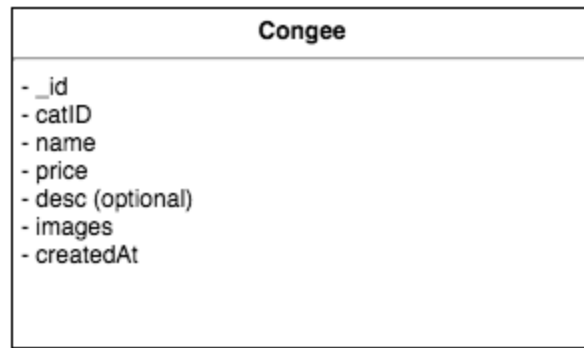 Congee
- _id
- catID
- name
- price
- desc (optional)
- images
- createdAt